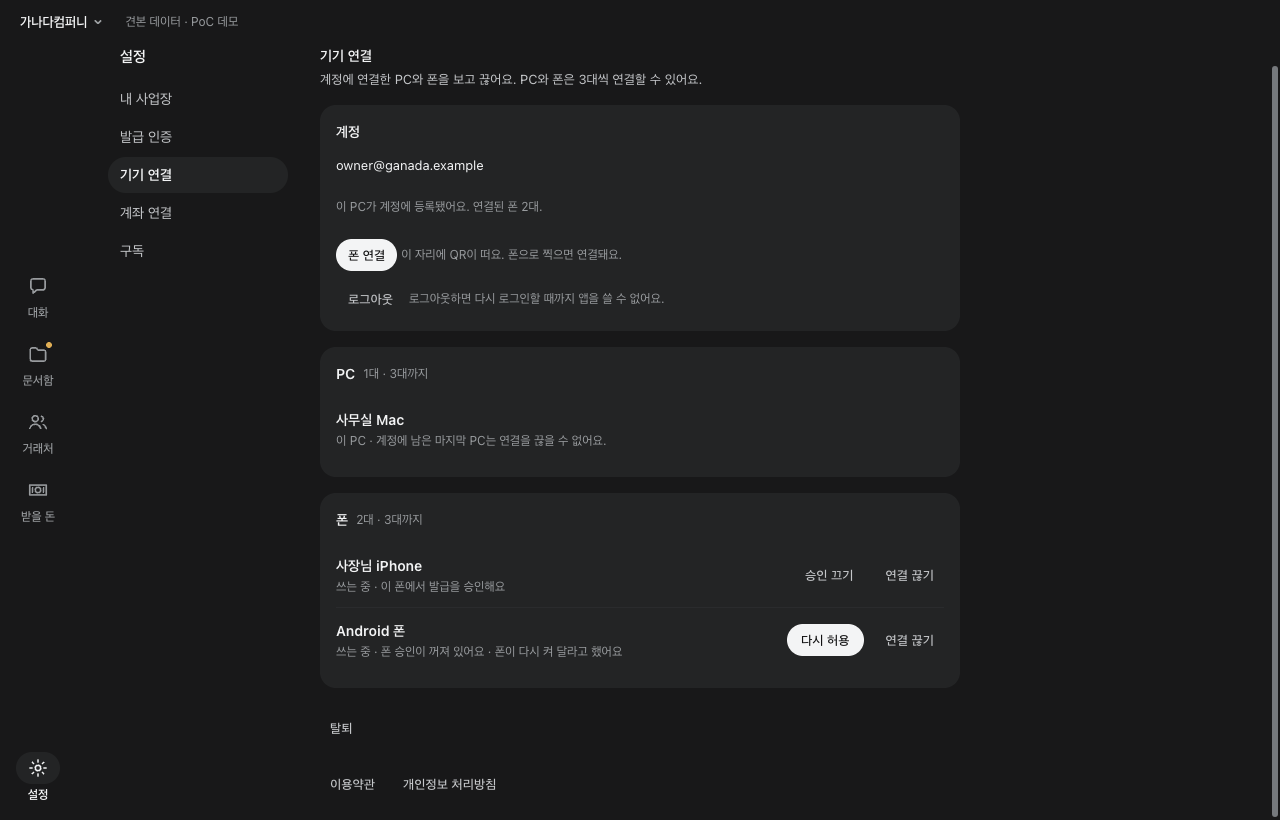 가나다컴퍼니
견본 데이터 · PoC 데모
설정
내 사업장
발급 인증
기기 연결
계좌 연결
구독
대화
문서함
거래처
받을 돈
설정
기기 연결
계정에 연결한 PC와 폰을 보고 끊어요. PC와 폰은 3대씩 연결할 수 있어요.
계정
owner@ganada.example
이 PC가 계정에 등록됐어요. 연결된 폰 2대.
폰 연결 이 자리에 QR이 떠요. 폰으로 찍으면 연결돼요.
로그아웃 로그아웃하면 다시 로그인할 때까지 앱을 쓸 수 없어요.
PC 1대 · 3대까지
사무실 Mac
이 PC · 계정에 남은 마지막 PC는 연결을 끊을 수 없어요.
폰 2대 · 3대까지
사장님 iPhone
쓰는 중 · 이 폰에서 발급을 승인해요
승인 끄기 연결 끊기
Android 폰
쓰는 중 · 폰 승인이 꺼져 있어요 · 폰이 다시 켜 달라고 했어요
다시 허용 연결 끊기
탈퇴
이용약관 개인정보 처리방침